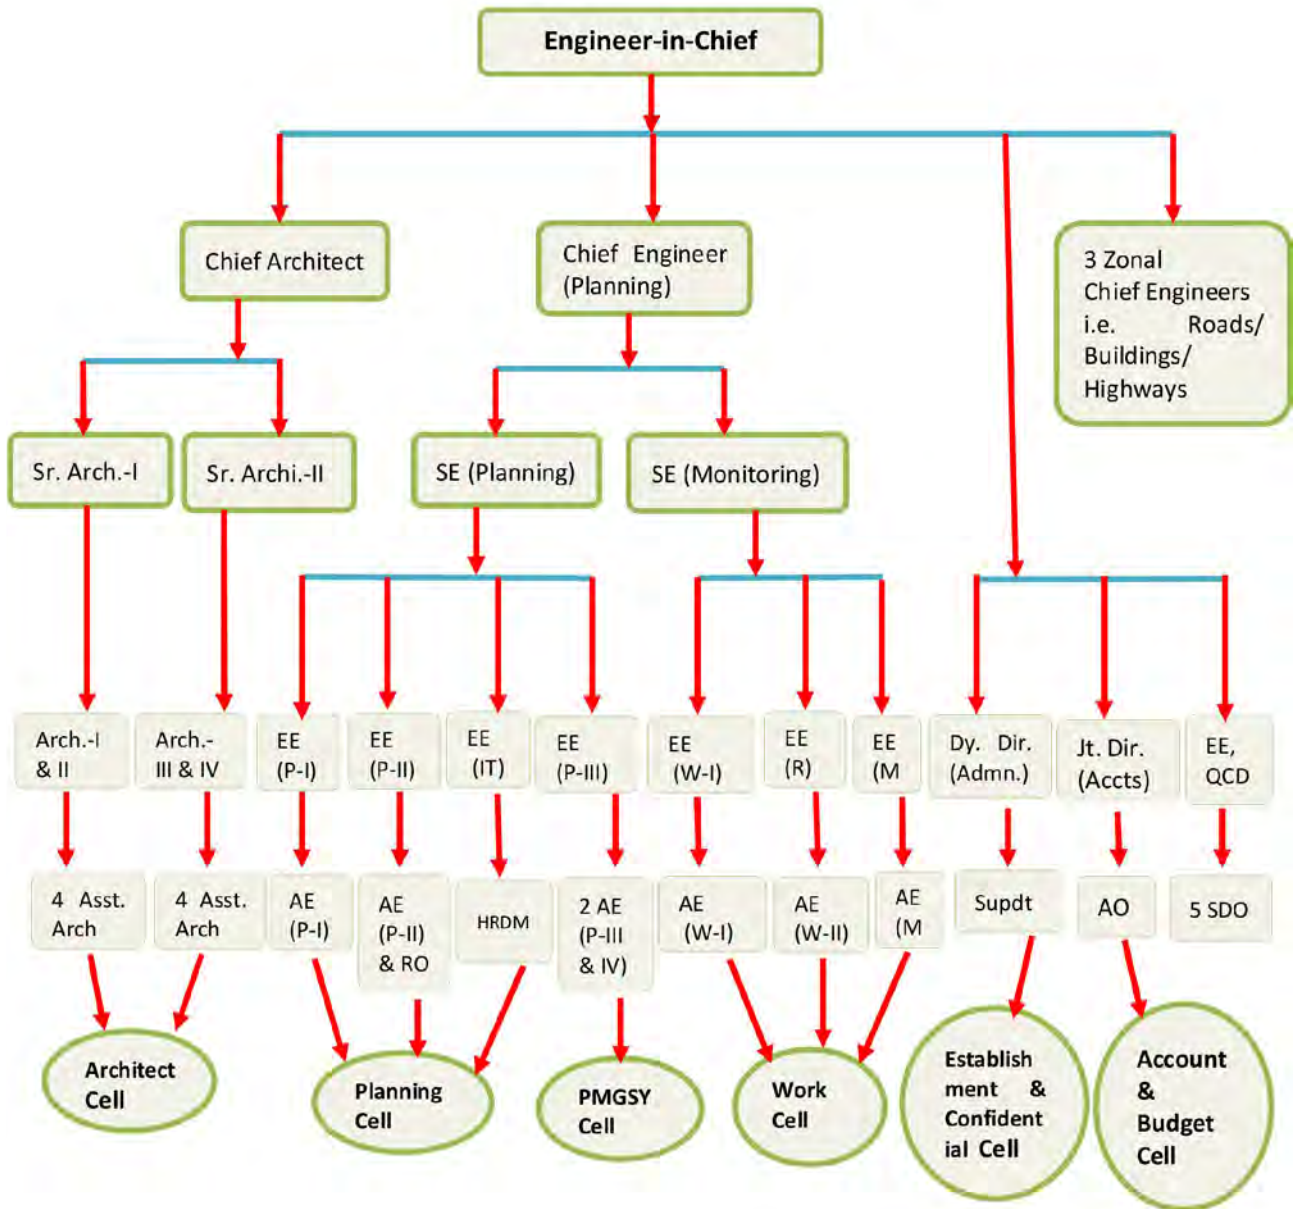 Engineer-in-Chief
Chief Architect
Chief Engineer
(Planning)
3 Zonal
Chief Engineers
i.e. Roads/
Buildings/
Highways
Sr. Arch.-I
Sr. Archi.-II
SE (Planning)
SE (Monitoring)
Arch.-I
& II
Arch.-
III & IV
EE
(P-I)
EE
(P-II)
EE
(IT)
EE
(P-III)
EE
(W-I)
EE
(R)
EE
(M
Dy. Dir.
(Admn.)
Jt. Dir.
(Accts)
EE,
QCD
4 Asst.
Arch
4 Asst.
Arch
AE
(P-I)
AE
(P-II)
& RO
HRDM
2 AE
(P-III
& IV)
AE
(W-I)
AE
(W-II)
AE
(M
Supdt
AO
5 SDO
Architect
Cell
Planning
Cell
PMGSY
Cell
Work
Cell
Establish
ment &
Confident
ial Cell
Account
&
Budget
Cell